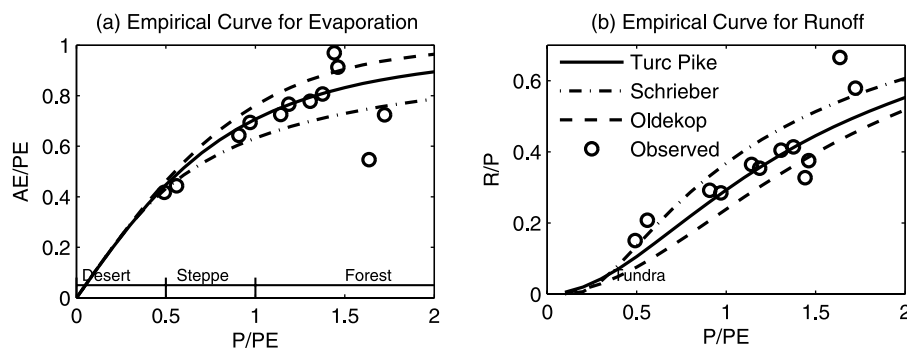 (a) Empirical Curve for Evaporation
1
0.8
0.6
0.4
0.2
0
AE/PE
Desert
Steppe
Forest
0
0.5
1
1.5
2
P/PE
(b) Empirical Curve for Runoff
0.6
0.4
0.2
0
R/P
Turc Pike
Schrieber
Oldekop
Observed
Tundra
0
0.5
1
1.5
2
P/PE